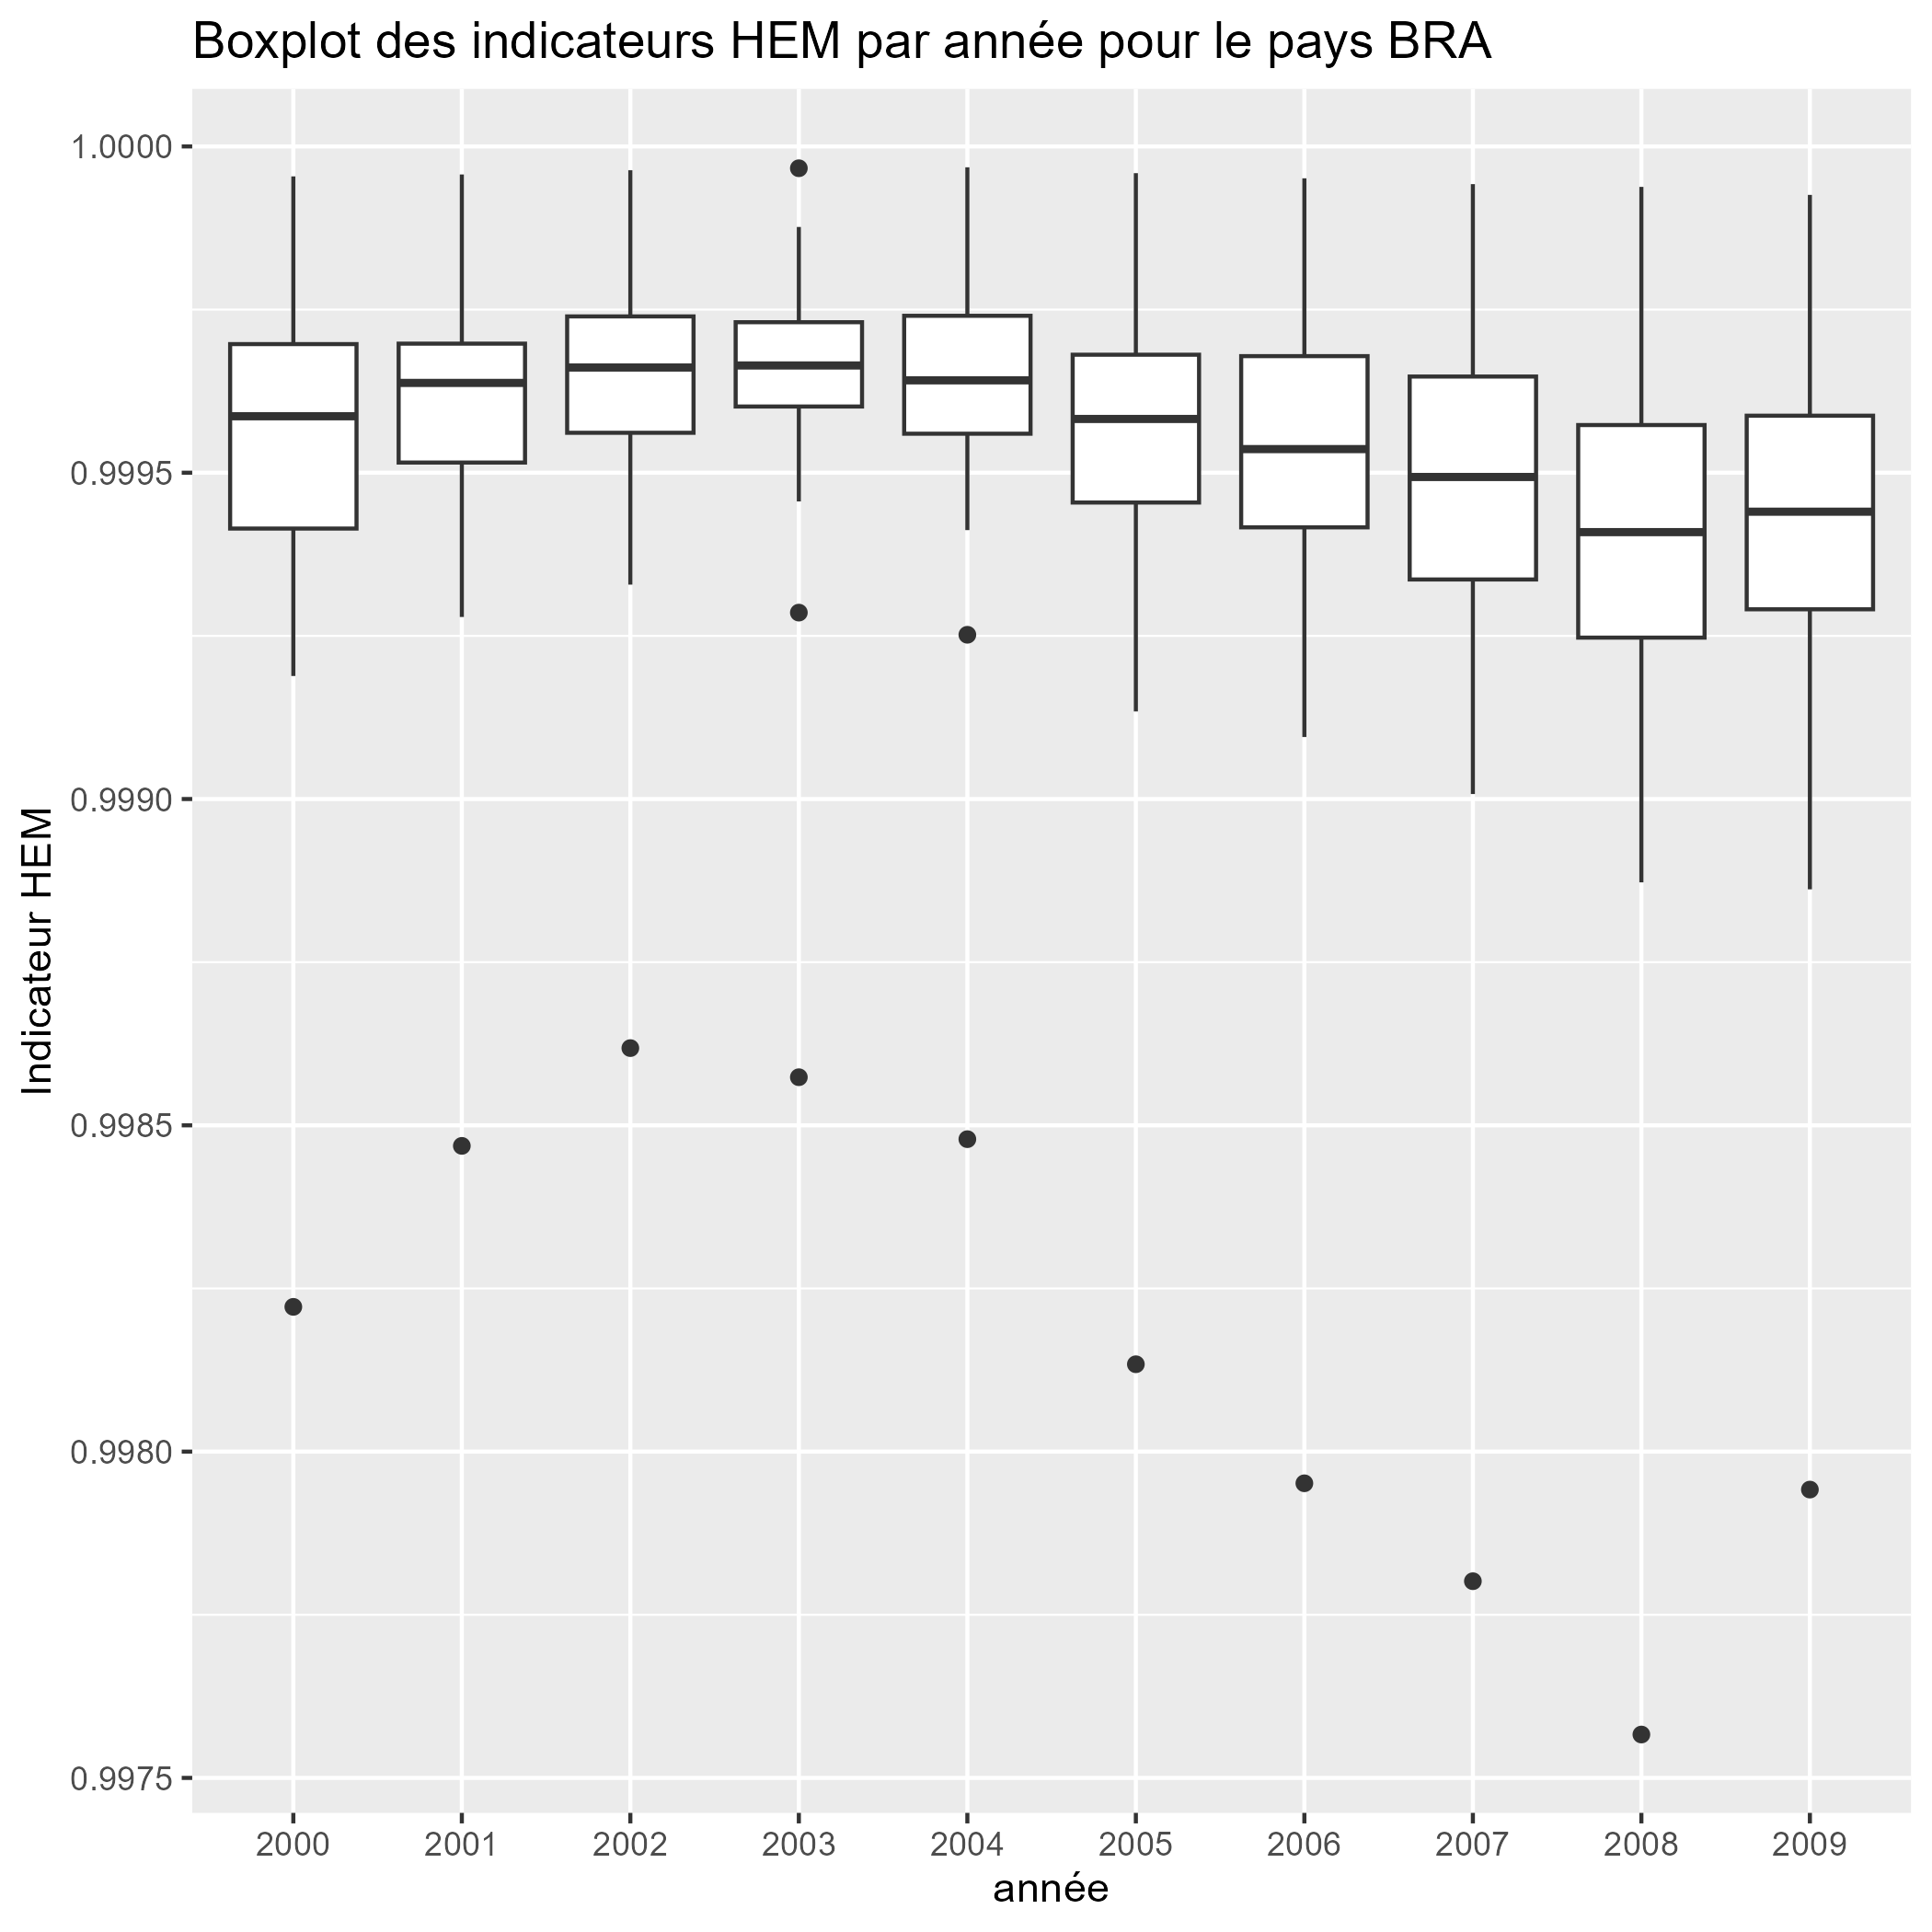 Boxplot des indicateurs HEM par année pour le pays BRA
Indicateur HEM
1.0000
0.9995
0.9990
0.9985
0.9980
0.9975
2000 2001 2002 2003 2004 2005 2006 2007 2008 2009
année